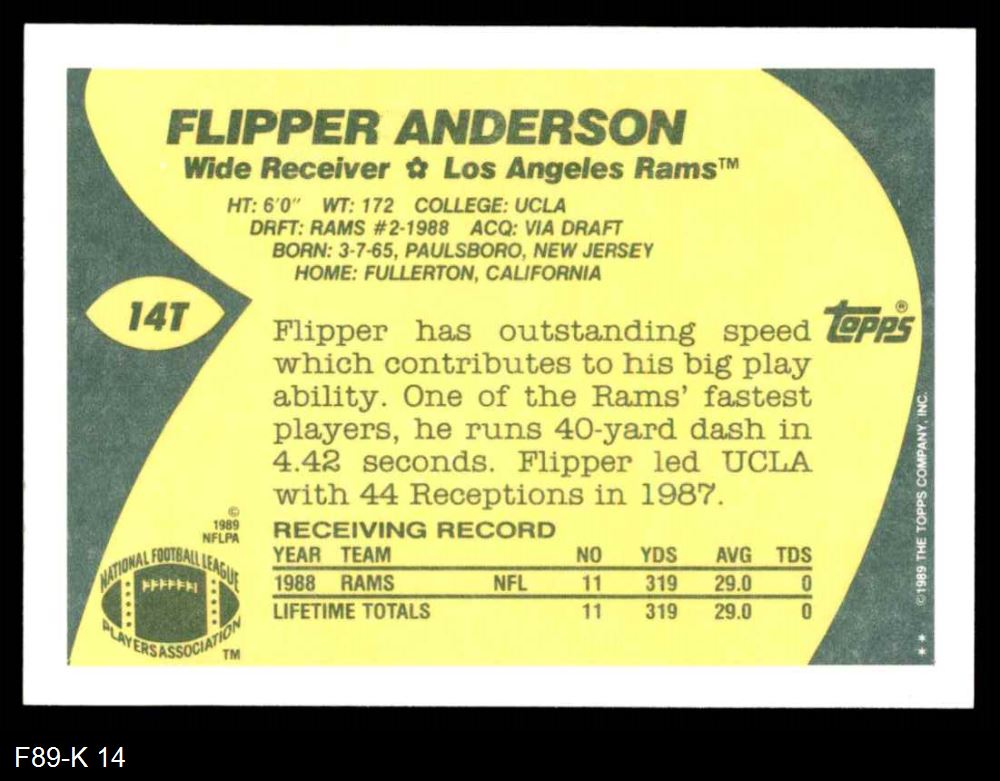 FLIPPER ANDERSON
Wide Receiver ✿ Los Angeles Rams™
HT: 6'0" WT: 172 COLLEGE: UCLA
DRFT: RAMS #2-1988 ACQ: VIA DRAFT
BORN: 3-7-65, PAULSBORO, NEW JERSEY
HOME: FULLERTON, CALIFORNIA
14T
topps®
Flipper has outstanding speed
which contributes to his big play
ability. One of the Rams' fastest
players, he runs 40-yard dash in
4.42 seconds. Flipper led UCLA
with 44 Receptions in 1987.
©
1989
NFLPA
NATIONAL FOOTBALL LEAGUE
PLAYERS ASSOCIATION
TM
RECEIVING RECORD
YEAR TEAM NO YDS AVG TDS
1988 RAMS NFL 11 319 29.0 0
LIFETIME TOTALS 11 319 29.0 0
©1989 THE TOPPS COMPANY, INC.
**
F89-K 14